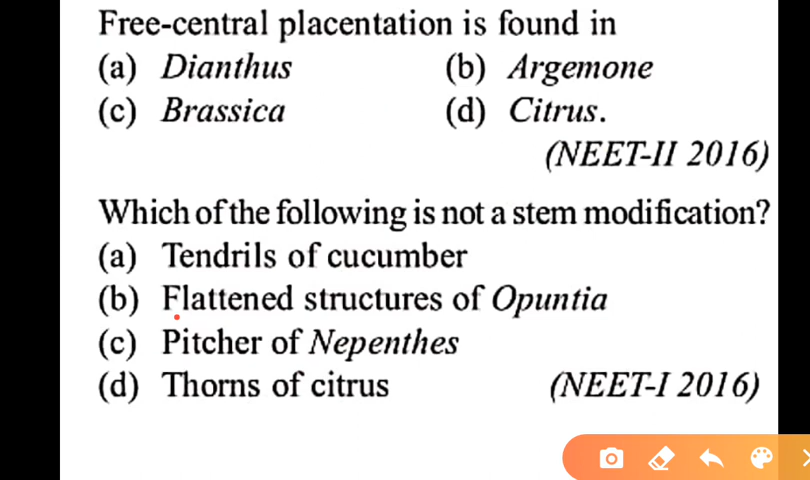 Free-central placentation is found in
(a) Dianthus (b) Argemone
(c) Brassica (d) Citrus.
(NEET-II 2016)
Which of the following is not a stem modification?
(a) Tendrils of cucumber
(b) Flattened structures of Opuntia
(c) Pitcher of Nepenthes
(d) Thorns of citrus (NEET-I 2016)